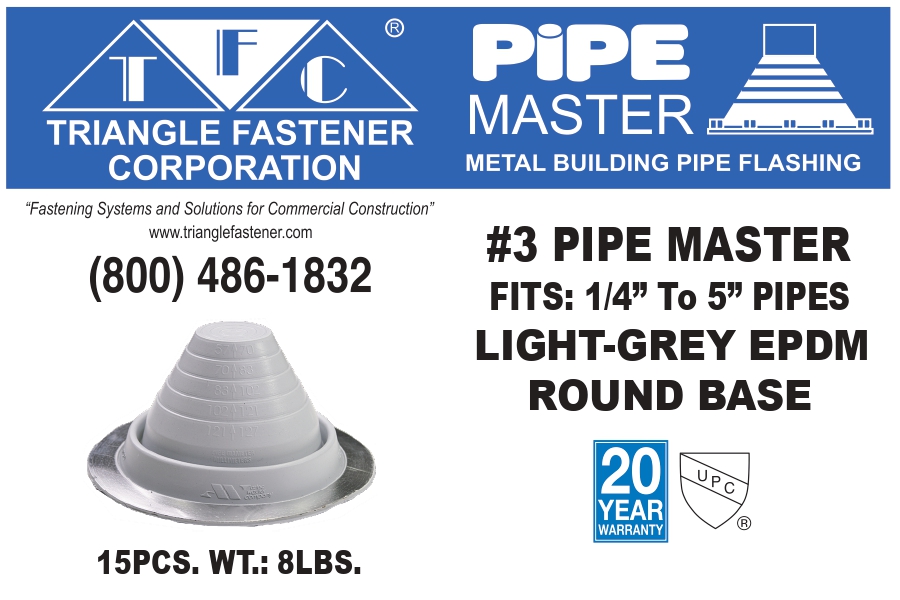 TFC®
TRIANGLE FASTENER
CORPORATION
PiPE
MASTER
METAL BUILDING PIPE FLASHING
“Fastening Systems and Solutions for Commercial Construction”
www.trianglefastener.com
(800) 486-1832
#3 PIPE MASTER
FITS: 1/4” To 5” PIPES
LIGHT-GREY EPDM
ROUND BASE
20
YEAR
WARRANTY
UPC
®
15PCS. WT.: 8LBS.